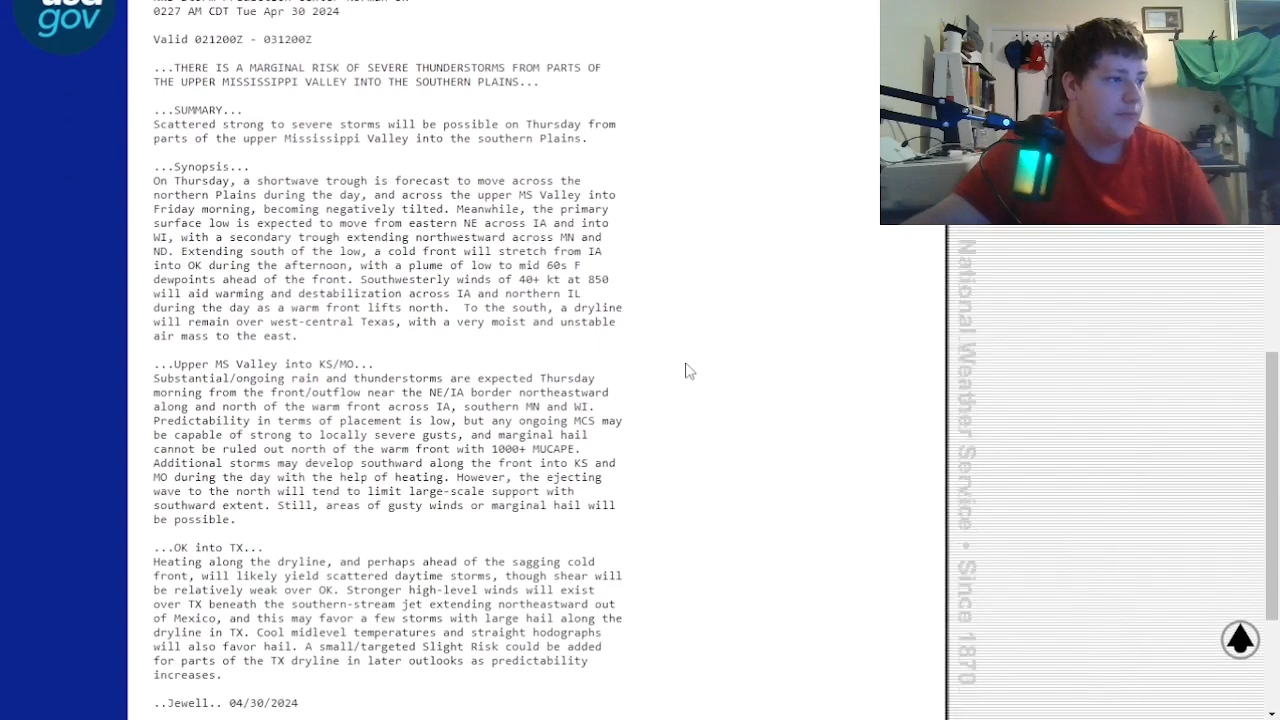 gov
0227 AM CDT Tue Apr 30 2024
Valid 021200Z - 031200Z
...THERE IS A MARGINAL RISK OF SEVERE THUNDERSTORMS FROM PARTS OF
THE UPPER MISSISSIPPI VALLEY INTO THE SOUTHERN PLAINS...
...SUMMARY...
Scattered strong to severe storms will be possible on Thursday from
parts of the upper Mississippi Valley into the southern Plains.
...Synopsis...
On Thursday, a shortwave trough is forecast to move across the
northern Plains during the day, and across the upper MS Valley into
Friday morning, becoming negatively tilted. Meanwhile, the primary
surface low is expected to move from eastern NE across IA and into
WI, with a secondary trough extending northwestward across MN and
ND. Extending south of the low, a cold front will stretch from IA
into OK during the afternoon, with a plume of low to mid 60s F
dewpoints ahead of the front. Southwesterly winds of 40+ kt at 850
will aid warming and destabilization across IA and northern IL
during the day as a warm front lifts north.  To the south, a dryline
will remain over west-central Texas, with a very moist and unstable
air mass to the east.
...Upper MS Valley into KS/MO...
Substantial/ongoing rain and thunderstorms are expected Thursday
morning from the front/outflow near the NE/IA border northeastward
along and north of the warm front across IA, southern MN and WI.
Predictability in terms of placement is low, but any ongoing MCS may
be capable of strong to locally severe gusts, and marginal hail
cannot be ruled out north of the warm front with 1000+ MUCAPE.
Additional storms may develop southward along the front into KS and
MO during the day with the help of heating. However, the ejecting
wave to the north will tend to limit large-scale support with
southward extent. Still, areas of gusty winds or marginal hail will
be possible.
...OK into TX...
Heating along the dryline, and perhaps ahead of the sagging cold
front, will likely yield scattered daytime storms, though shear will
be relatively weak over OK. Stronger high-level winds will exist
over TX beneath the southern-stream jet extending northeastward out
of Mexico, and this may favor a few storms with large hail along the
dryline in TX. Cool midlevel temperatures and straight hodographs
will also favor hail. A small/targeted Slight Risk could be added
for parts of the TX dryline in later outlooks as predictability
increases.
..Jewell.. 04/30/2024
National Weather Service • Since 1870